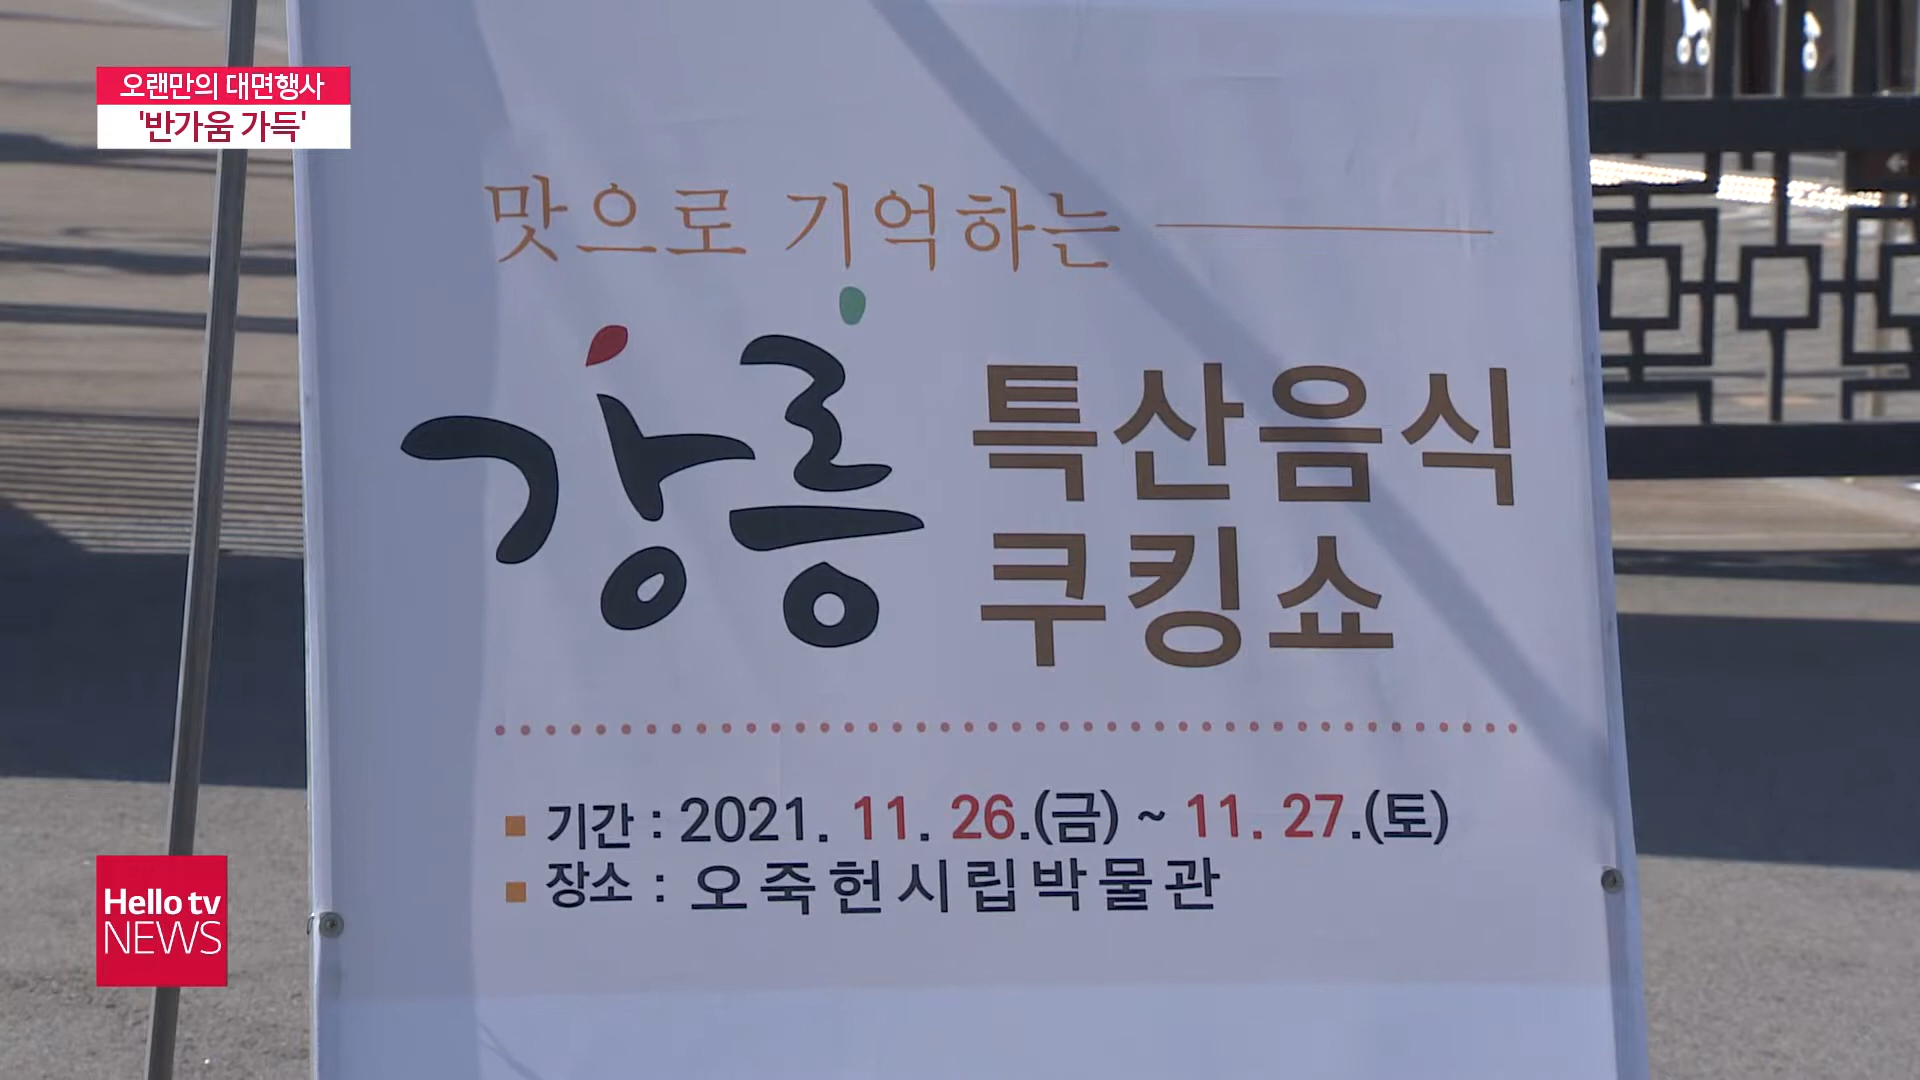 오랜만의 대면행사
'반가움 가득'
맛으로 기억하는
강릉 특산음식
쿠킹쇼
기간 : 2021. 11. 26.(금) ~ 11. 27.(토)
장소 : 오죽헌시립박물관
Hello tv
NEWS